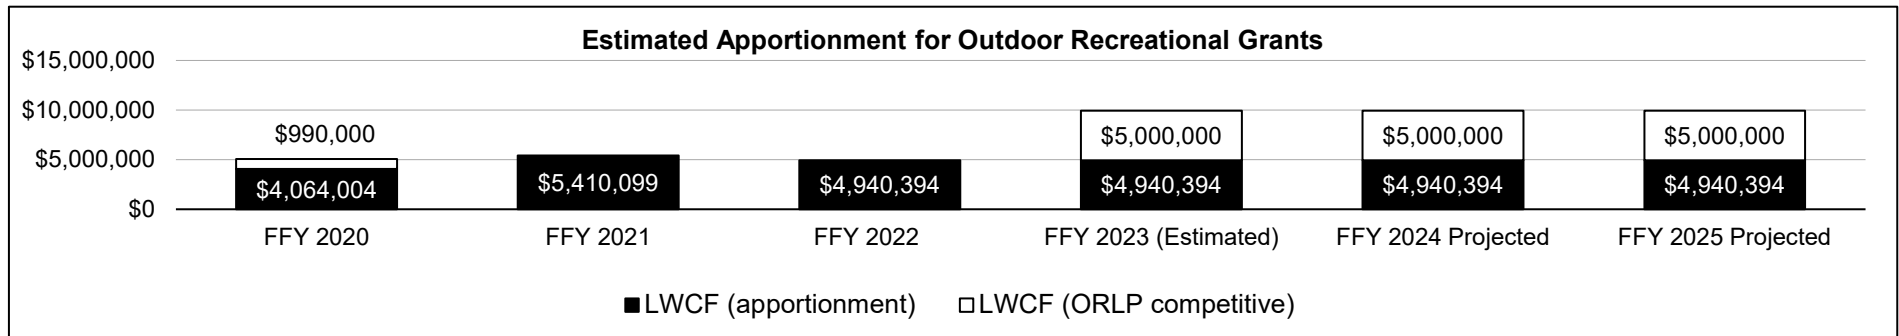 Estimated Apportionment for Outdoor Recreational Grants
$15,000,000
$10,000,000
$5,000,000
$0
$990,000
$4,064,004
$5,410,099
$4,940,394
$5,000,000
$4,940,394
$5,000,000
$4,940,394
$5,000,000
$4,940,394
FFY 2020
FFY 2021
FFY 2022
FFY 2023 (Estimated)
FFY 2024 Projected
FFY 2025 Projected
LWCF (apportionment)
LWCF (ORLP competitive)